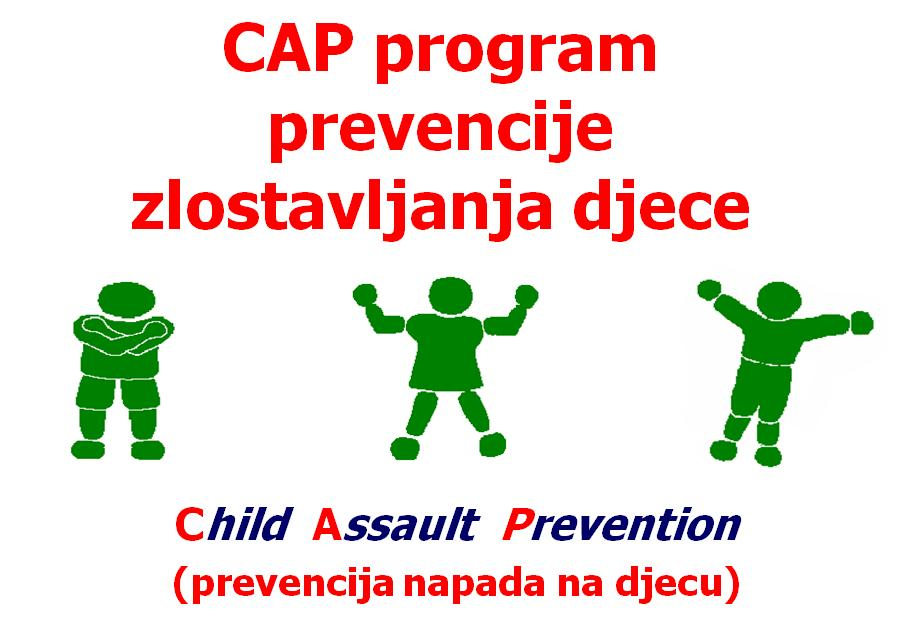 CAP program
prevencije
zlostavljanja djece
Child Assault Prevention
(prevencija napada na djecu)